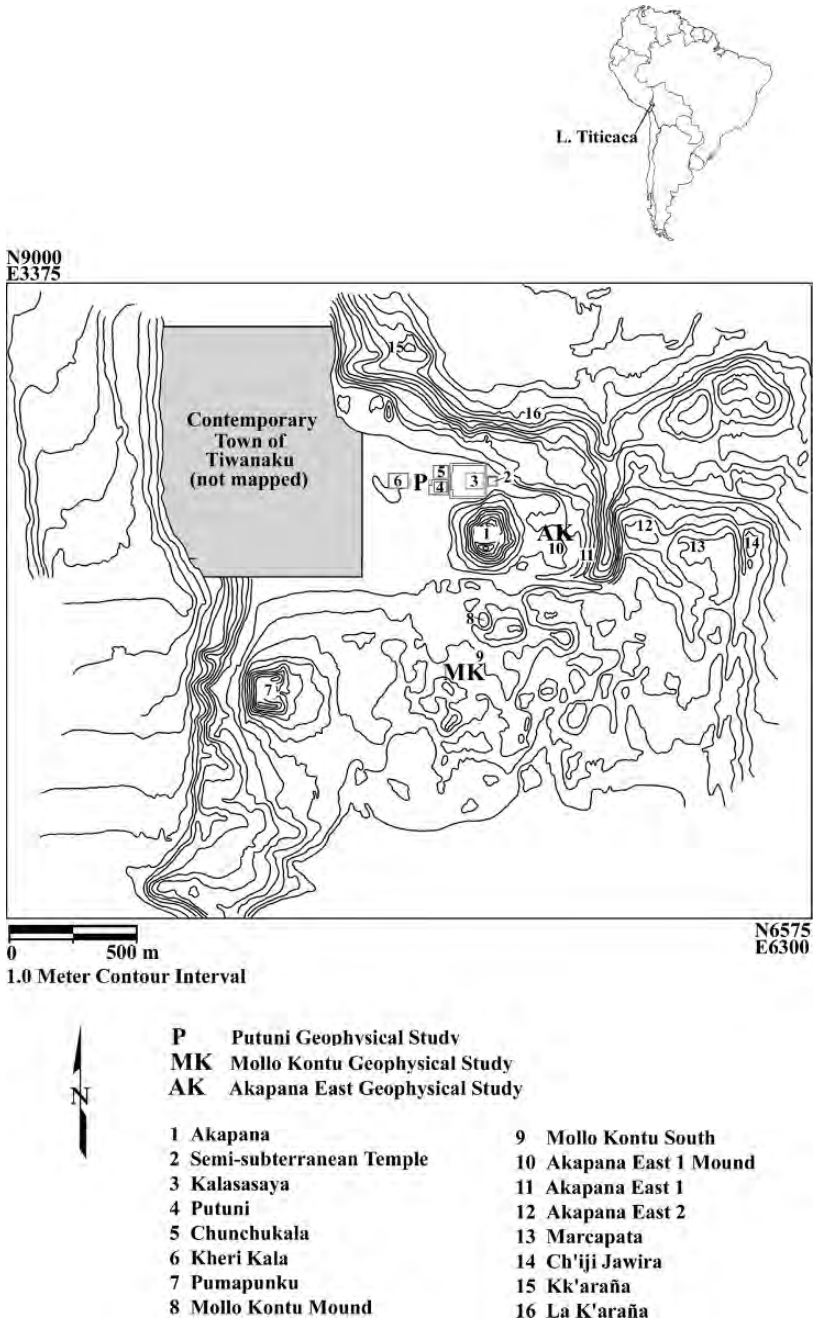 L. Titicaca
N9000
E3375
15
Contemporary
Town of
Tiwanaku
(not mapped)
16
6
P
5
4
3
2
1
AK
10
11
12
13
14
8
9
MK
7
0 500 m
1.0 Meter Contour Interval
N6575
E6300
N
P Putuni Geophysical Study
MK Mollo Kontu Geophysical Study
AK Akapana East Geophysical Study
1 Akapana
2 Semi-subterranean Temple
3 Kalasasaya
4 Putuni
5 Chunchukala
6 Kheri Kala
7 Pumapunku
8 Mollo Kontu Mound
9 Mollo Kontu South
10 Akapana East 1 Mound
11 Akapana East 1
12 Akapana East 2
13 Marcapata
14 Ch'iji Jawira
15 Kk'araña
16 La K'araña